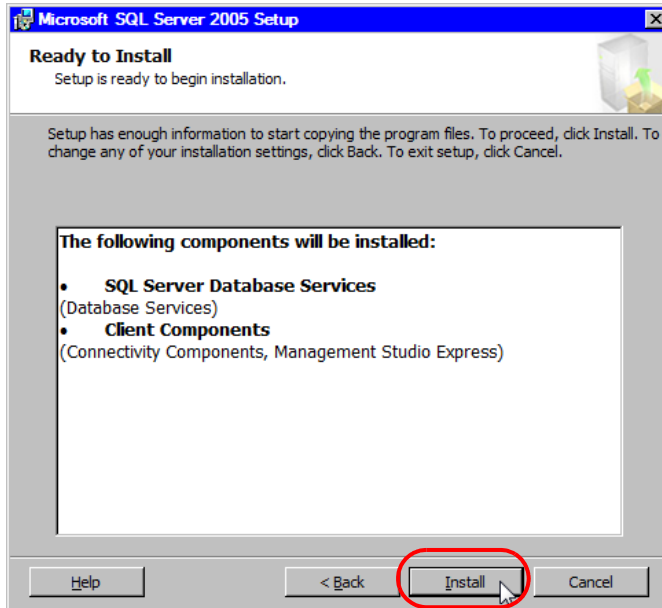 Microsoft SQL Server 2005 Setup
Ready to Install
Setup is ready to begin installation.
Setup has enough information to start copying the program files. To proceed, click Install. To
change any of your installation settings, click Back. To exit setup, click Cancel.
The following components will be installed:
• SQL Server Database Services
(Database Services)
• Client Components
(Connectivity Components, Management Studio Express)
Help
< Back
Install
Cancel